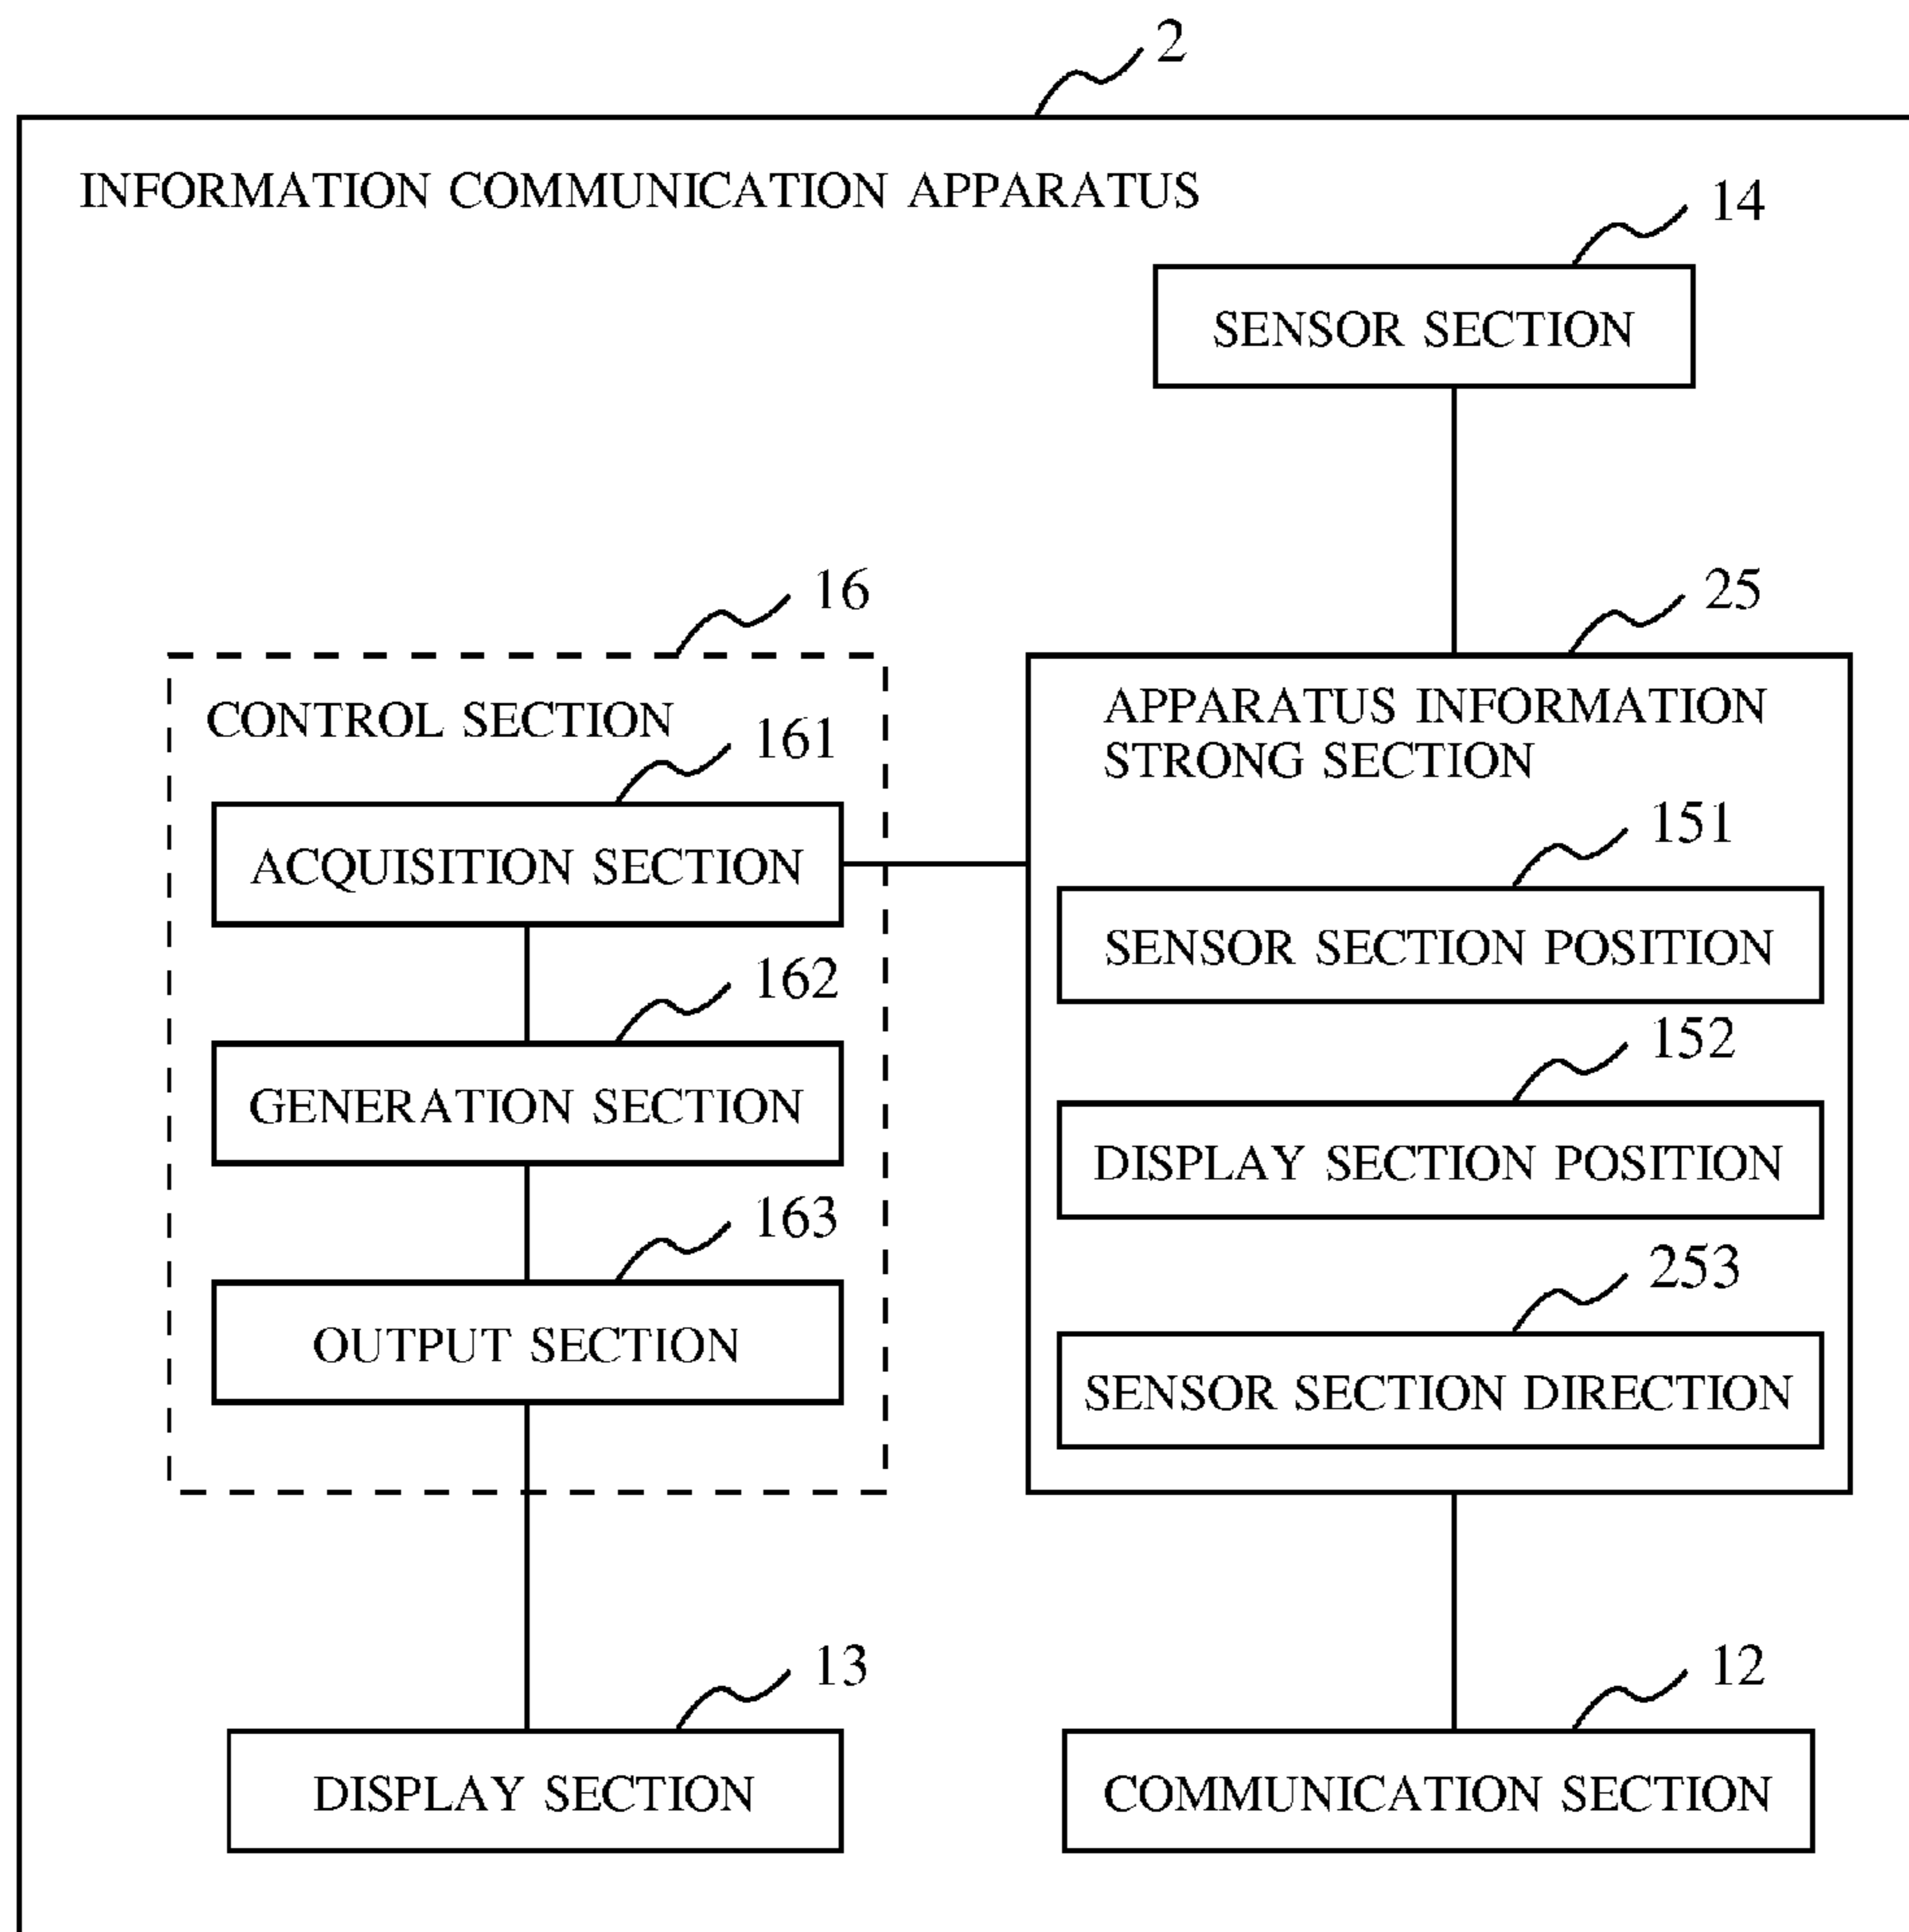 2
INFORMATION COMMUNICATION APPARATUS
14
SENSOR SECTION
16
CONTROL SECTION
161
ACQUISITION SECTION
162
GENERATION SECTION
163
OUTPUT SECTION
25
APPARATUS INFORMATION
STRONG SECTION
151
SENSOR SECTION POSITION
152
DISPLAY SECTION POSITION
253
SENSOR SECTION DIRECTION
13
DISPLAY SECTION
12
COMMUNICATION SECTION